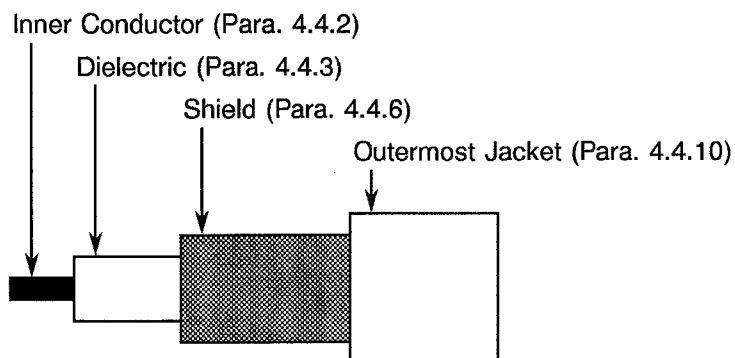 Inner Conductor (Para. 4.4.2)
Dielectric (Para. 4.4.3)
Shield (Para. 4.4.6)
Outermost Jacket (Para. 4.4.10)